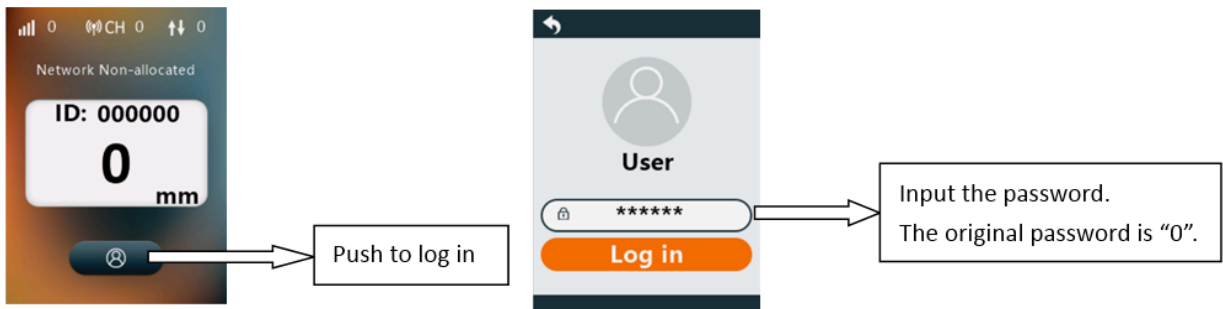 0 CH 0 0
Network Non-allocated
ID: 000000
0
mm
Push to log in
User
******
Log in
Input the password.
The original password is “0”.